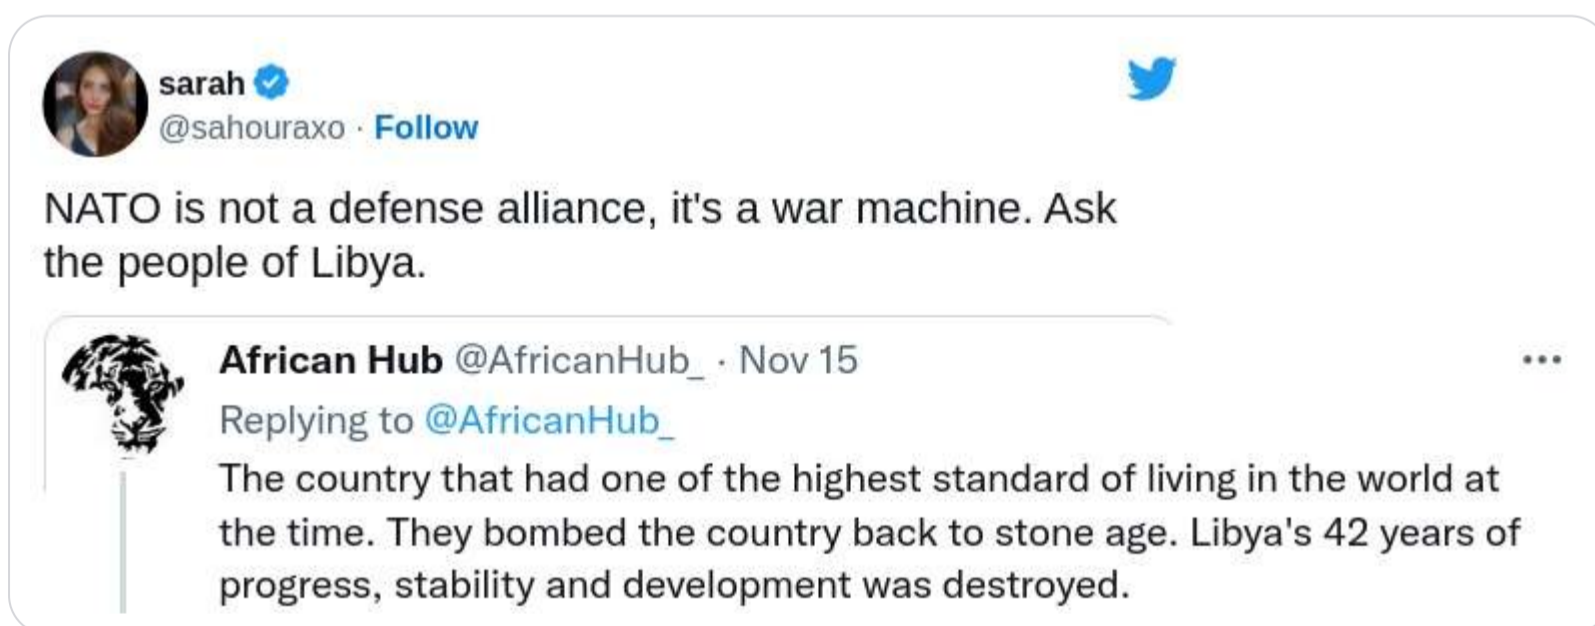 sarah
@sahouraxo · Follow
NATO is not a defense alliance, it's a war machine. Ask
the people of Libya.
African Hub @AfricanHub_ · Nov 15
Replying to @AfricanHub_
The country that had one of the highest standard of living in the world at
the time. They bombed the country back to stone age. Libya's 42 years of
progress, stability and development was destroyed.